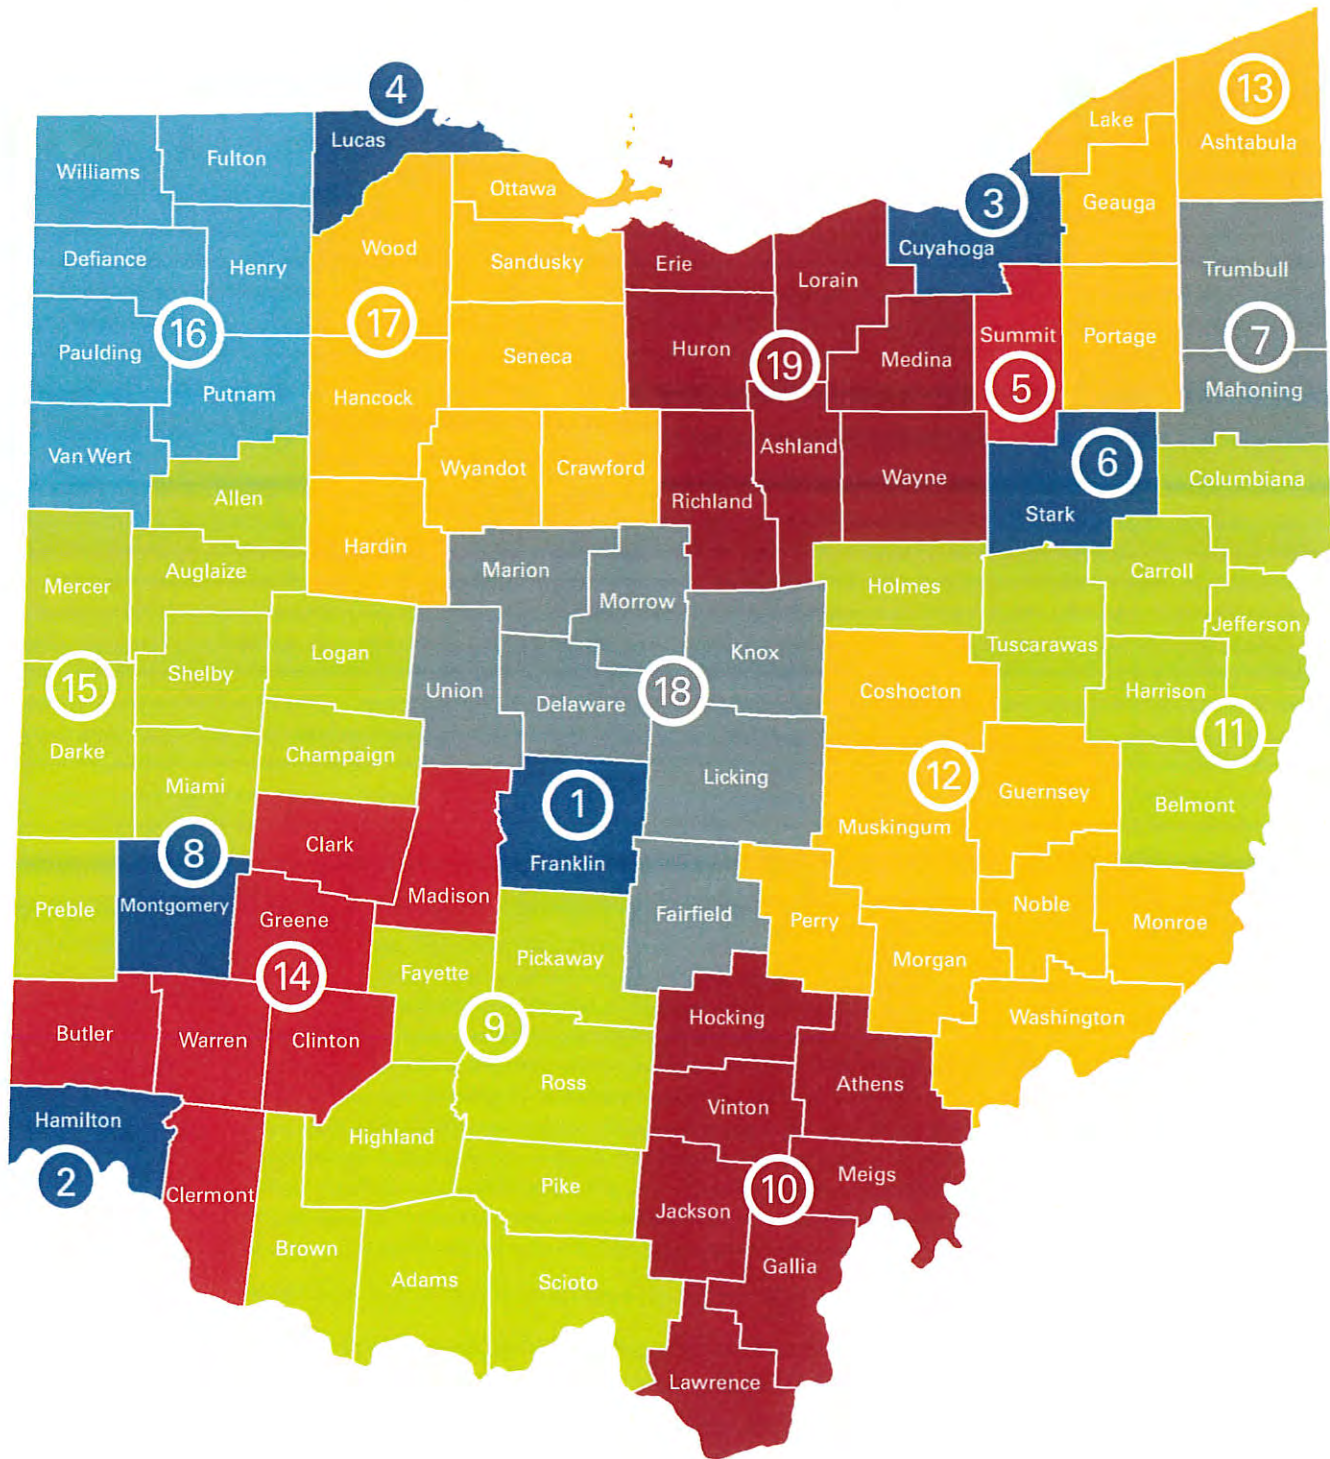 4
13
Lake
Ashtabula
Lucas
Fulton
Williams
Ottawa
3
Geauga
Cuyahoga
Wood
Defiance
Henry
Sandusky
Erie
Lorain
Trumbull
16
17
Summit
Portage
7
Paulding
Seneca
Huron
19
Medina
5
Mahoning
Putnam
Hancock
Van Wert
Wyandot
Crawford
Ashland
Wayne
6
Columbiana
Allen
Richland
Stark
Hardin
Auglaize
Marion
Carroll
Mercer
Holmes
Morrow
Jefferson
Logan
Knox
Tuscarawas
Shelby
15
Union
18
Coshocton
Harrison
Delaware
11
Darke
Champaign
Miami
Licking
12
Guernsey
Belmont
1
Muskingum
8
Clark
Franklin
Madison
Preble
Montgomery
Greene
Fairfield
Perry
Noble
Monroe
Fayette
Pickaway
Morgan
14
9
Hocking
Washington
Butler
Warren
Clinton
Ross
Athens
Hamilton
Highland
Vinton
2
Clermont
Pike
10
Meigs
Jackson
Brown
Adams
Scioto
Gallia
Lawrence